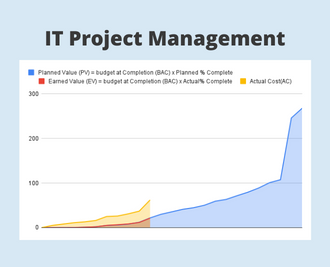 IT Project Management
Planned Value (PV) = budget at Completion (BAC) x Planned % Complete
Earned Value (EV) = budget at Completion (BAC) x Actual% Complete Actual Cost(AC)
300
200
100
0